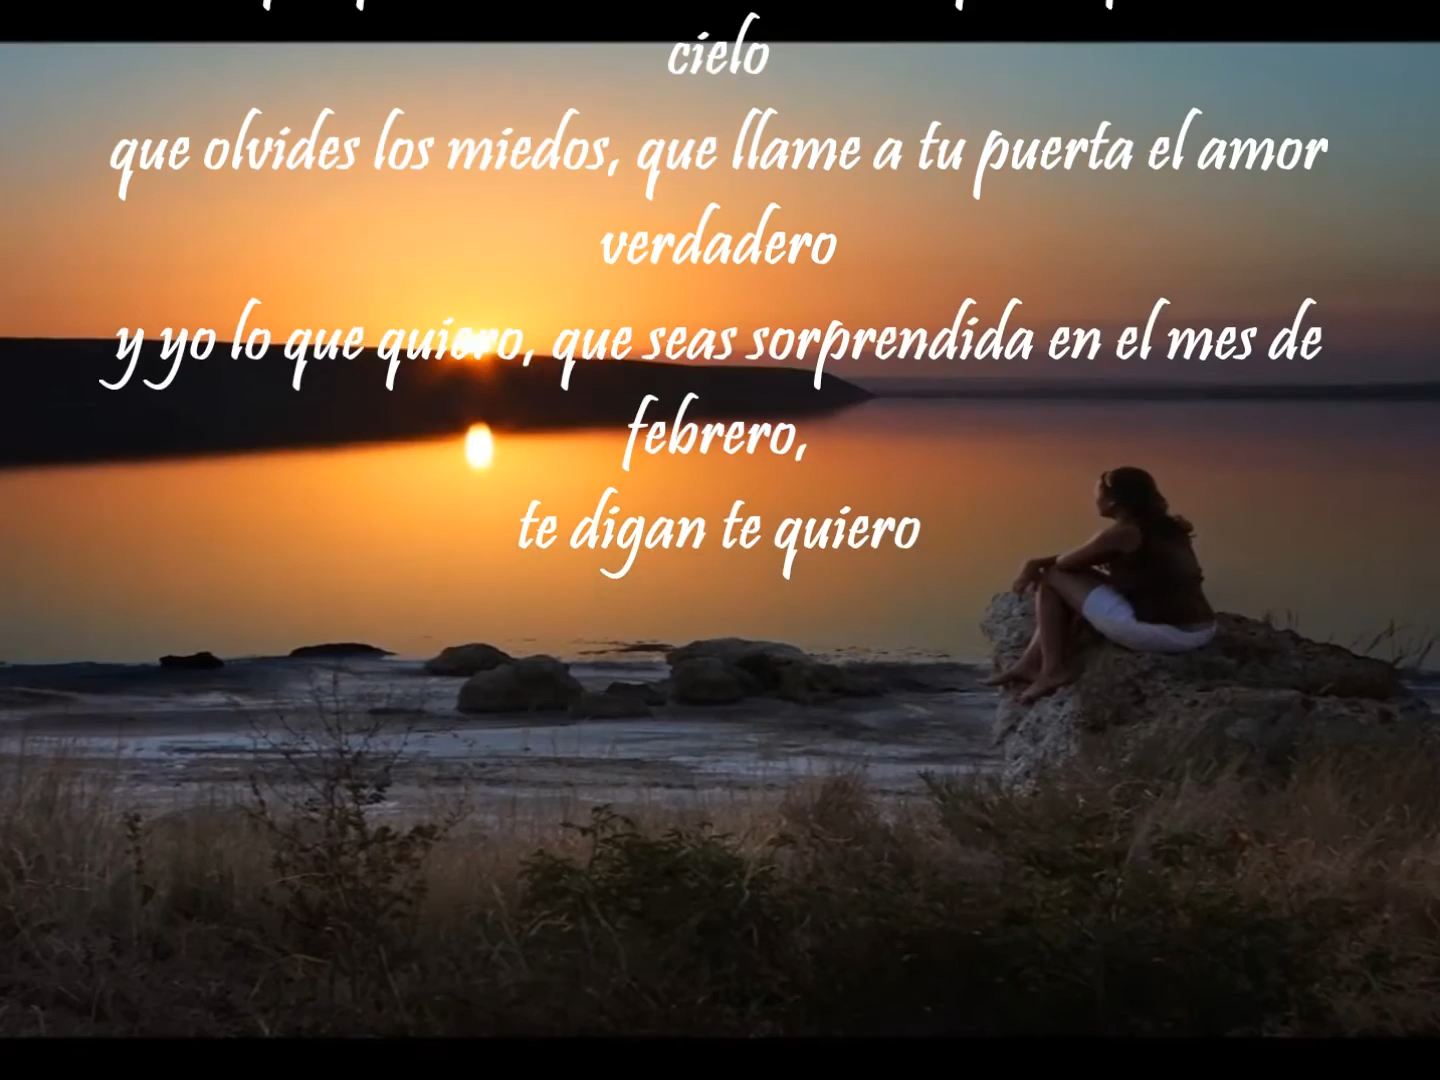 cielo
que olvides los miedos, que llame a tu puerta el amor
verdadero
y yo lo que quiero, que seas sorprendida en el mes de
febrero,
te digan te quiero